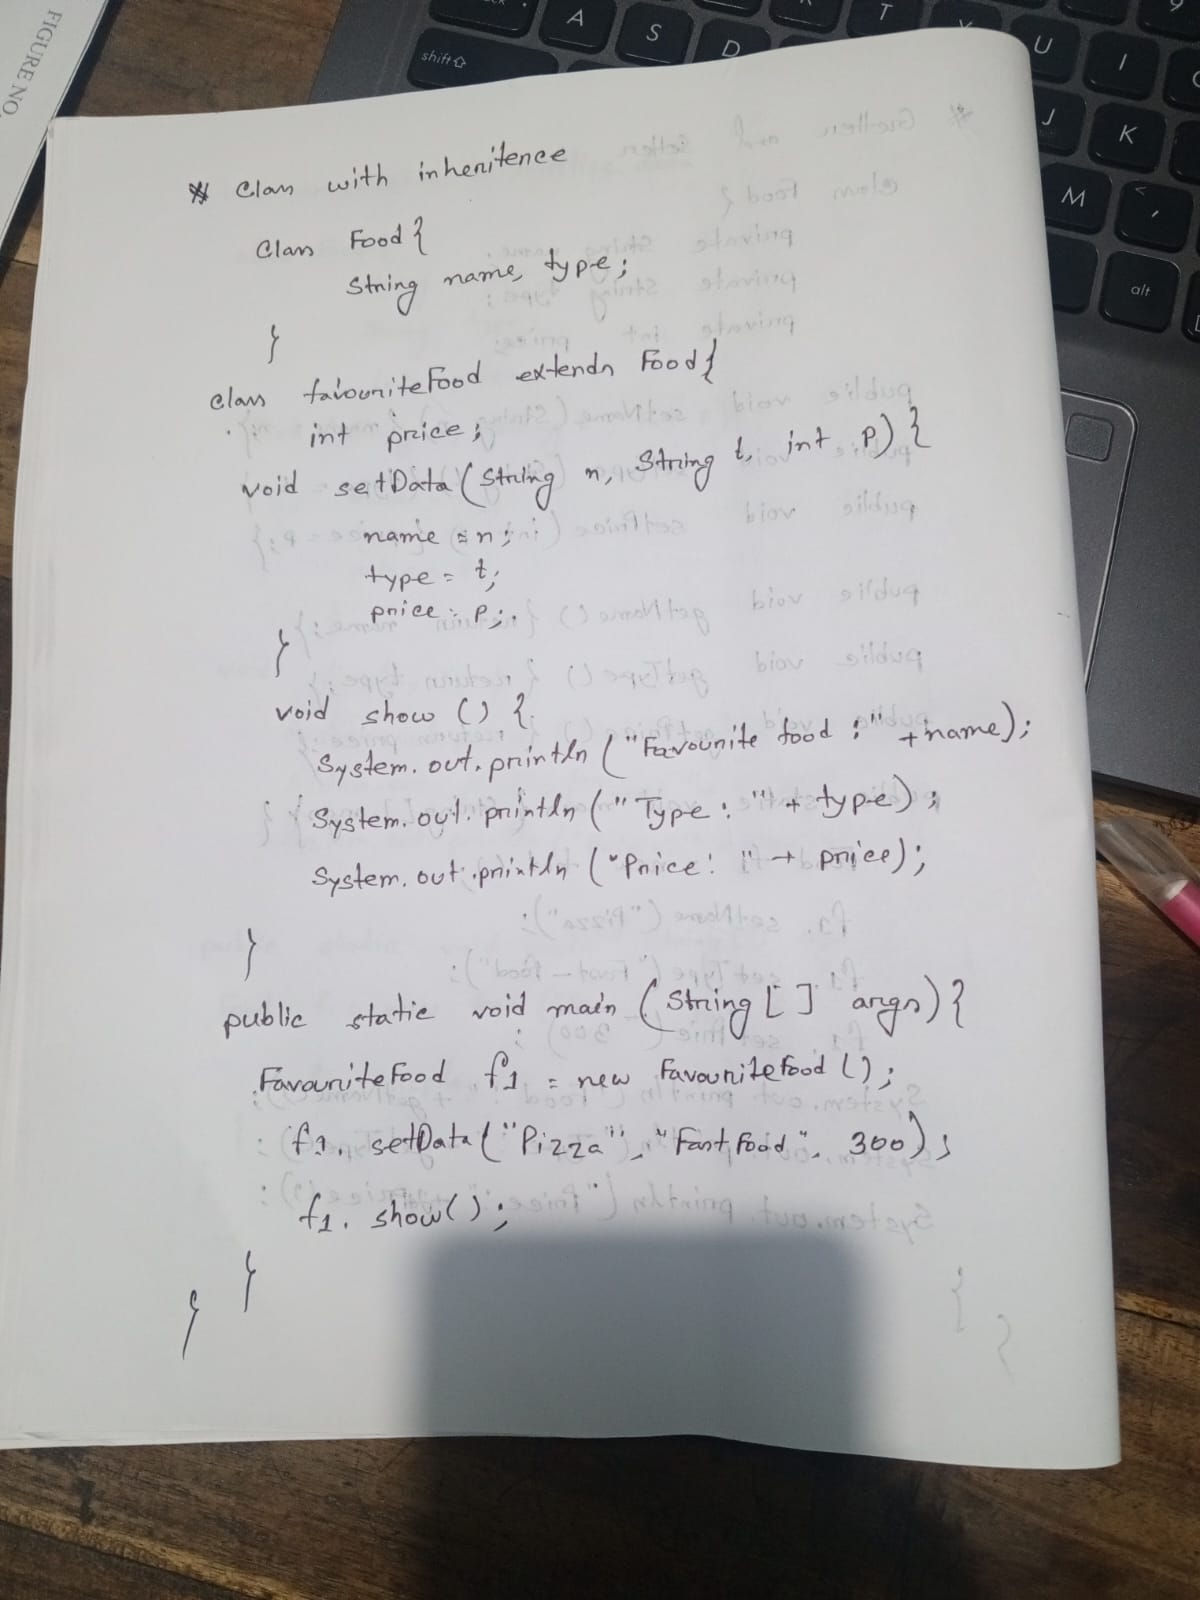 * Class with inheritence
Class Food {
String name, type;
}
class favouriteFood extends Food {
int price;
void setData (String n, String t, int p) {
name = n;
type = t;
price = p;
}
void show () {
System.out.println ("Favourite food : " + name);
System.out.println (" Type : " + type);
System.out.println ("Price: " + price);
}
public static void main (String [] args) {
FavouriteFood f1 = new FavouriteFood ();
f1. setData ("Pizza", "Fast Food", 300);
f1. show();
}
}
FIGURE NO.
shift
A
S
D
T
Y
U
I
J
K
M
<
,
alt